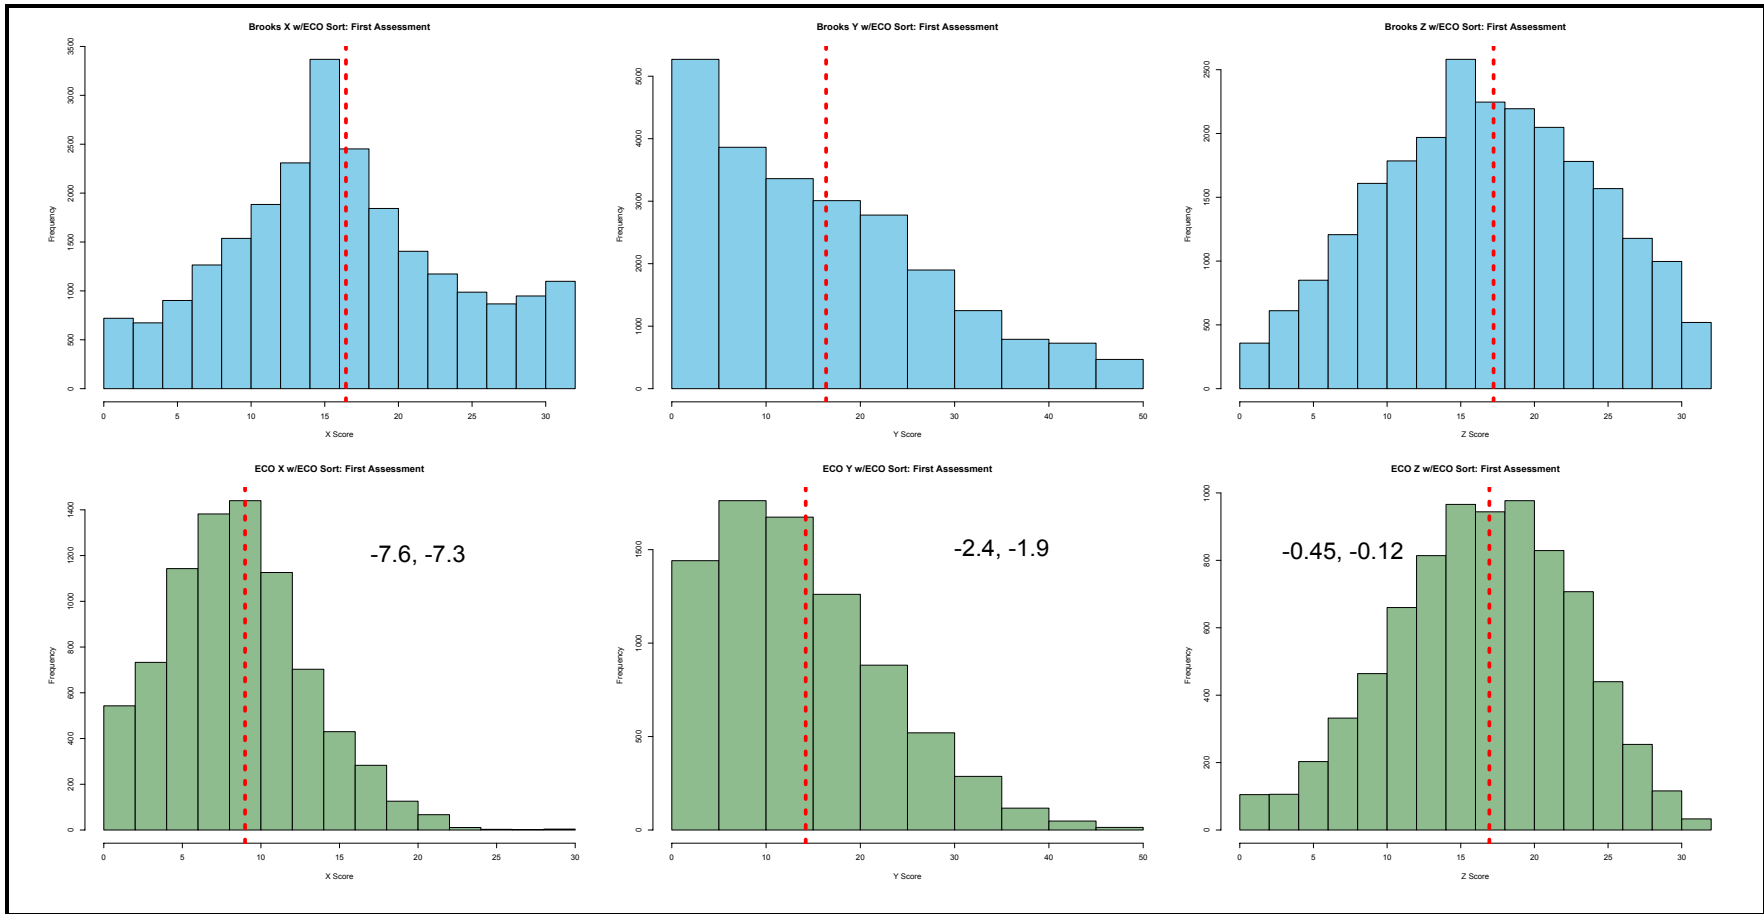 Brooks X w/ECO Sort: First Assessment
Frequency
0
500
1000
1500
2000
2500
3000
3500
0 5 10 15 20 25 30
X Score
Brooks Y w/ECO Sort: First Assessment
Frequency
0
1000
2000
3000
4000
5000
0 10 20 30 40 50
Y Score
Brooks Z w/ECO Sort: First Assessment
Frequency
0
500
1000
1500
2000
2500
0 5 10 15 20 25 30
Z Score
ECO X w/ECO Sort: First Assessment
-7.6, -7.3
Frequency
0
200
400
600
800
1000
1200
1400
0 5 10 15 20 25 30
X Score
ECO Y w/ECO Sort: First Assessment
-2.4, -1.9
Frequency
0
500
1000
1500
0 10 20 30 40 50
Y Score
ECO Z w/ECO Sort: First Assessment
-0.45, -0.12
Frequency
0
200
400
600
800
1000
0 5 10 15 20 25 30
Z Score